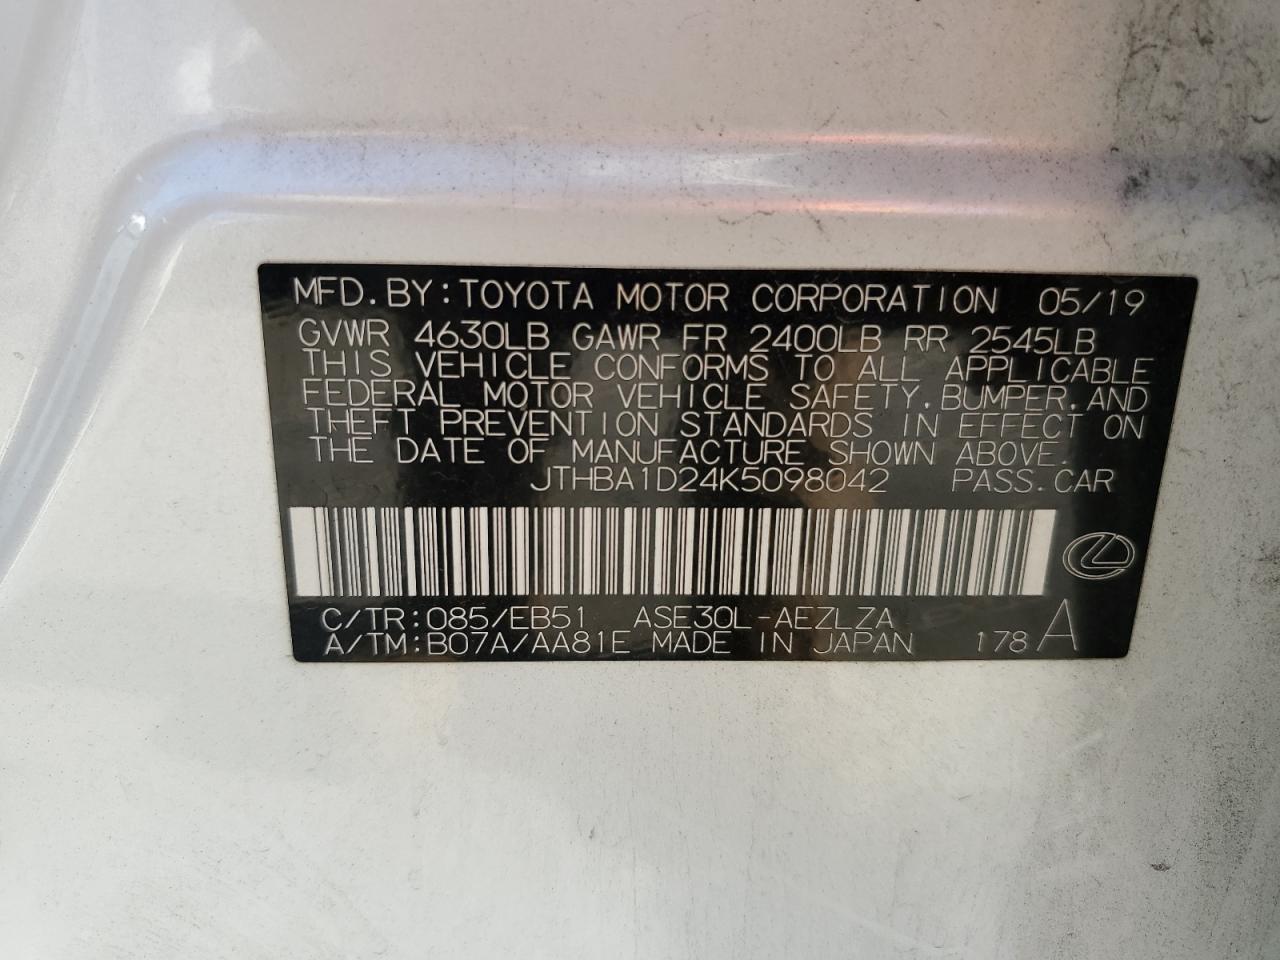 MFD.BY:TOYOTA MOTOR CORPORATION 05/19
GVWR 4630LB GAWR FR 2400LB RR 2545LB
THIS VEHICLE CONFORMS TO ALL APPLICABLE
FEDERAL MOTOR VEHICLE SAFETY,BUMPER,AND
THEFT PREVENTION STANDARDS IN EFFECT ON
THE DATE OF MANUFACTURE SHOWN ABOVE.
JTHBA1D24K5098042 PASS.CAR
C/TR:085/EB51 ASE30L-AEZLZA
A/TM:B07A/AA81E MADE IN JAPAN 178 A